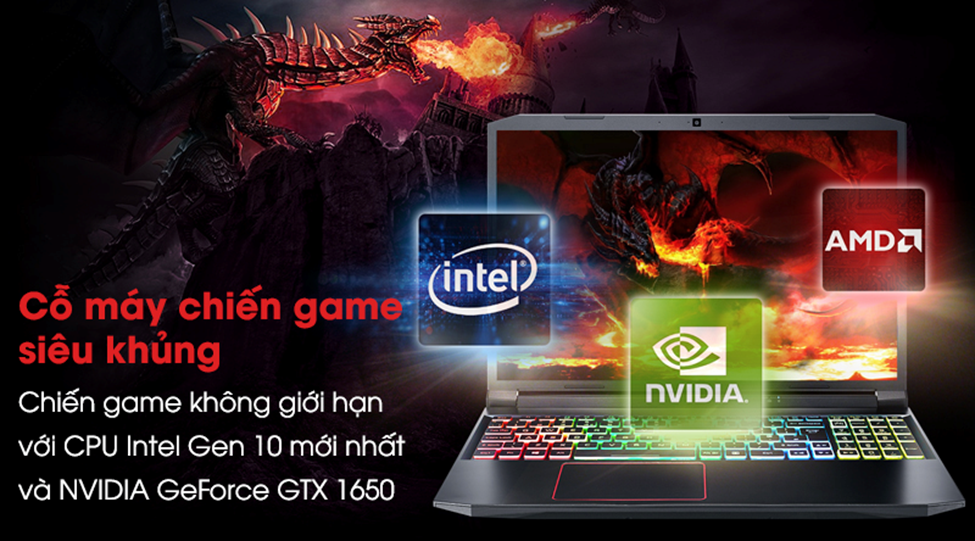 intel
AMD
NVIDIA.
Cỗ máy chiến game
siêu khủng
Chiến game không giới hạn
với CPU Intel Gen 10 mới nhất
và NVIDIA GeForce GTX 1650